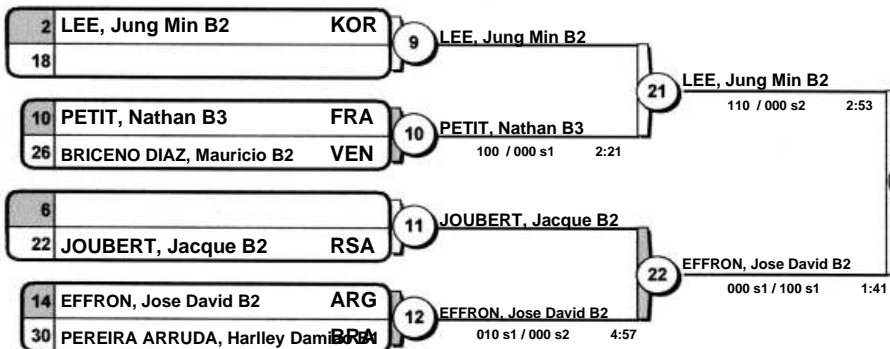 2 LEE, Jung Min B2 KOR
18
9 LEE, Jung Min B2
10 PETIT, Nathan B3 FRA
26 BRICENO DIAZ, Mauricio B2 VEN
10 PETIT, Nathan B3
100 / 000 s1 2:21
21 LEE, Jung Min B2
110 / 000 s2 2:53
6
22 JOUBERT, Jacque B2 RSA
11 JOUBERT, Jacque B2
14 EFFRON, Jose David B2 ARG
30 PEREIRA ARRUDA, Harlley Damião B1 BRA
12 EFFRON, Jose David B2
010 s1 / 000 s2 4:57
22 EFFRON, Jose David B2
000 s1 / 100 s1 1:41